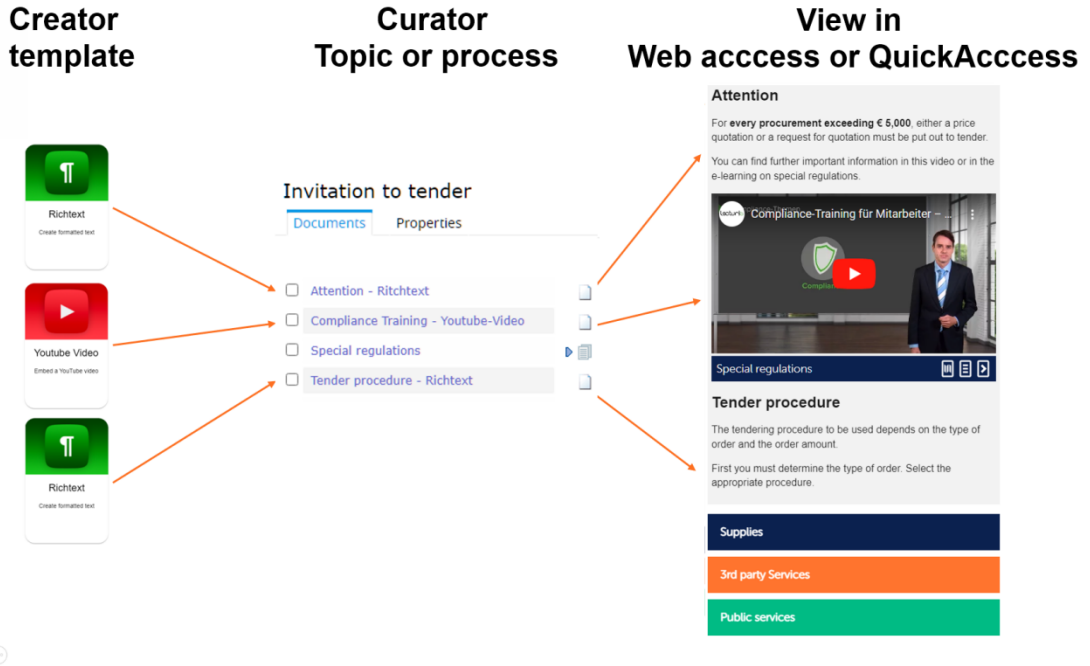 Creator
template
Curator
Topic or process
View in
Web acccess or QuickAcccess
¶
Richtext
Create formatted text
Youtube Video
Embed a YouTube video
¶
Richtext
Create formatted text
Invitation to tender
Documents Properties
Attention - Ritchtext
Compliance Training - Youtube-Video
Special regulations
Tender procedure - Richtext
Attention
For every procurement exceeding € 5,000, either a price
quotation or a request for quotation must be put out to tender.
You can find further important information in this video or in the
e-learning on special regulations.
Compliance-Training für Mitarbeiter – ...
Special regulations
Tender procedure
The tendering procedure to be used depends on the type of
order and the order amount.
First you must determine the type of order. Select the
appropriate procedure.
Supplies
3rd party Services
Public services